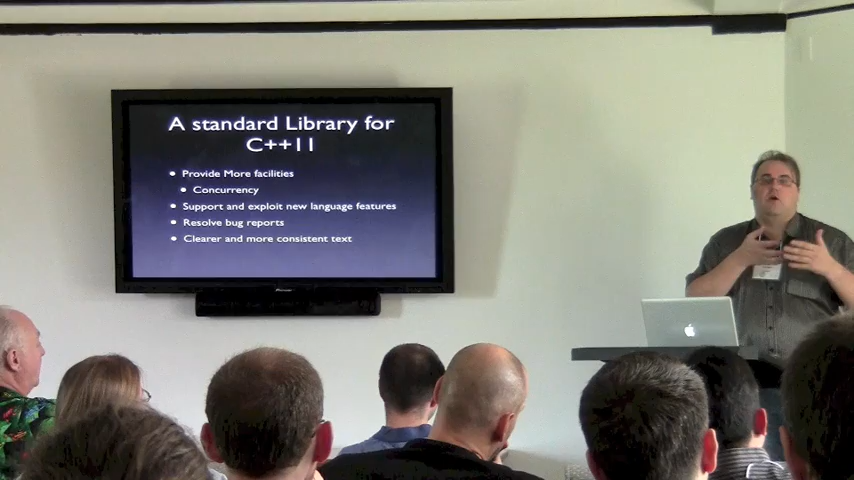 A standard Library for
C++11
• Provide More facilities
• Concurrency
• Support and exploit new language features
• Resolve bug reports
• Clearer and more consistent text